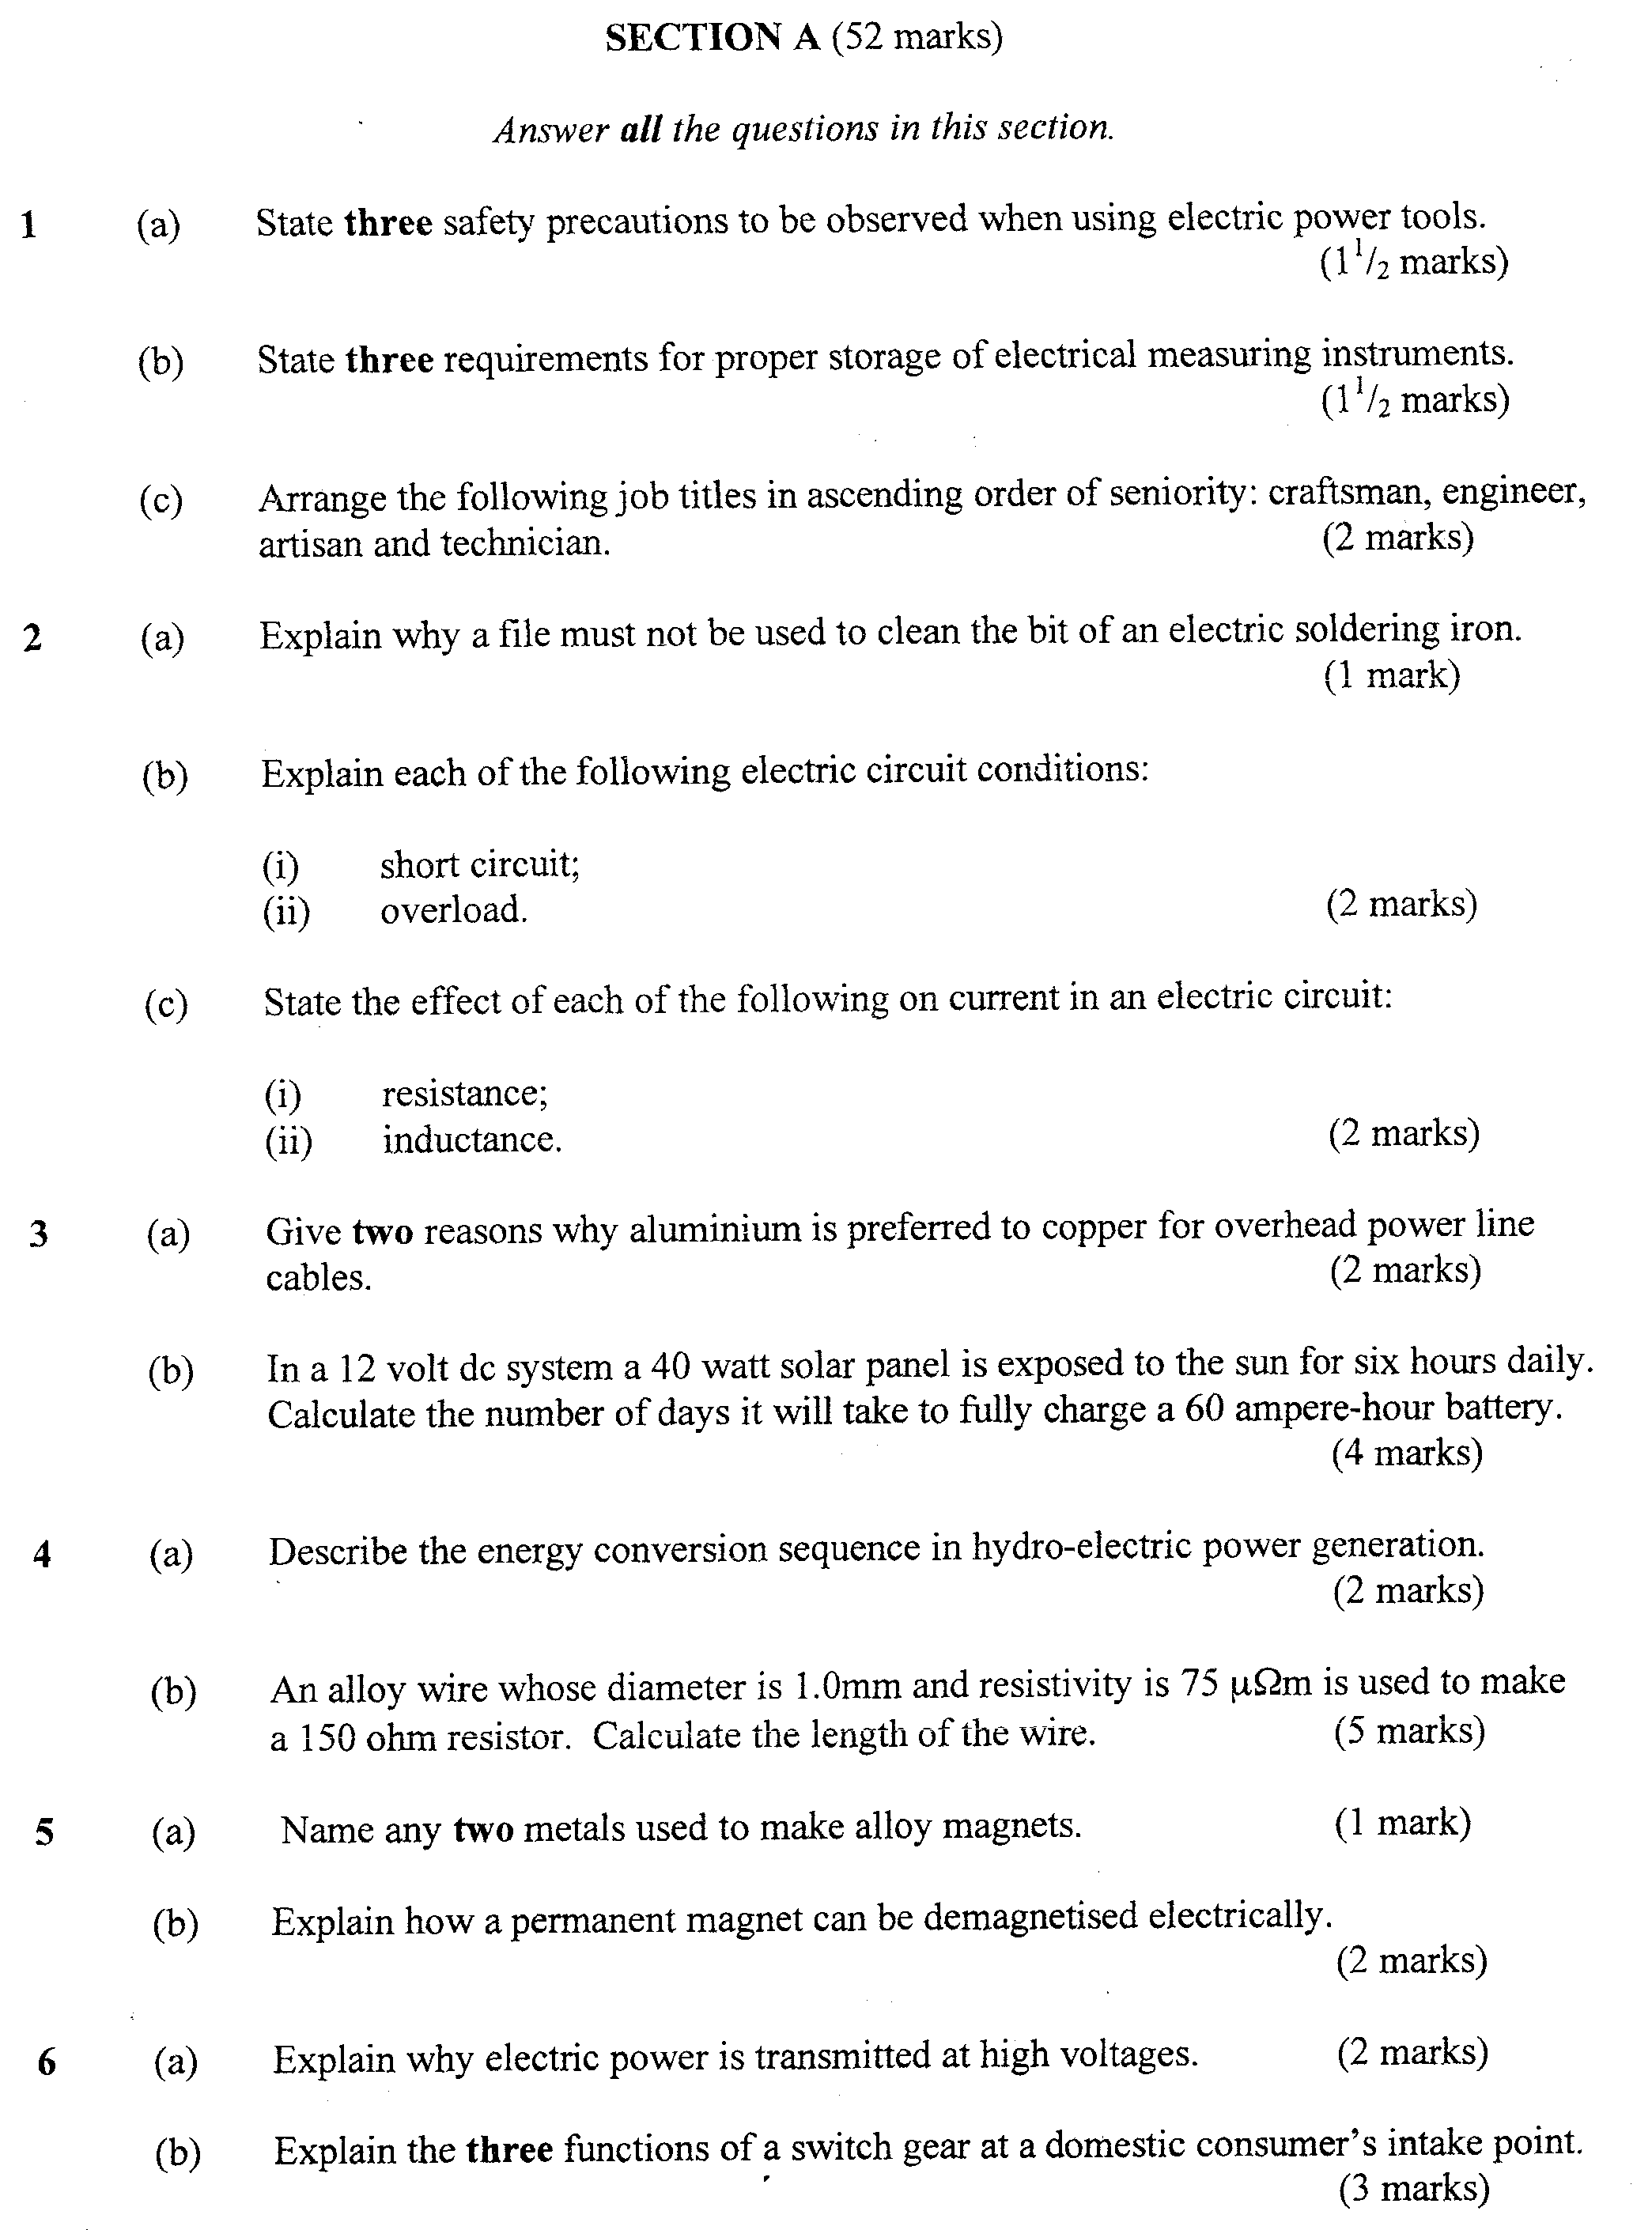 SECTION A (52 marks)
Answer all the questions in this section.
1 (a) State three safety precautions to be observed when using electric power tools.
(1 1/2 marks)
(b) State three requirements for proper storage of electrical measuring instruments.
(1 1/2 marks)
(c) Arrange the following job titles in ascending order of seniority: craftsman, engineer,
artisan and technician. (2 marks)
2 (a) Explain why a file must not be used to clean the bit of an electric soldering iron.
(1 mark)
(b) Explain each of the following electric circuit conditions:
(i) short circuit;
(ii) overload. (2 marks)
(c) State the effect of each of the following on current in an electric circuit:
(i) resistance;
(ii) inductance. (2 marks)
3 (a) Give two reasons why aluminium is preferred to copper for overhead power line
cables. (2 marks)
(b) In a 12 volt dc system a 40 watt solar panel is exposed to the sun for six hours daily.
Calculate the number of days it will take to fully charge a 60 ampere-hour battery.
(4 marks)
4 (a) Describe the energy conversion sequence in hydro-electric power generation.
(2 marks)
(b) An alloy wire whose diameter is 1.0mm and resistivity is 75 μΩm is used to make
a 150 ohm resistor. Calculate the length of the wire. (5 marks)
5 (a) Name any two metals used to make alloy magnets. (1 mark)
(b) Explain how a permanent magnet can be demagnetised electrically.
(2 marks)
6 (a) Explain why electric power is transmitted at high voltages. (2 marks)
(b) Explain the three functions of a switch gear at a domestic consumer's intake point.
(3 marks)